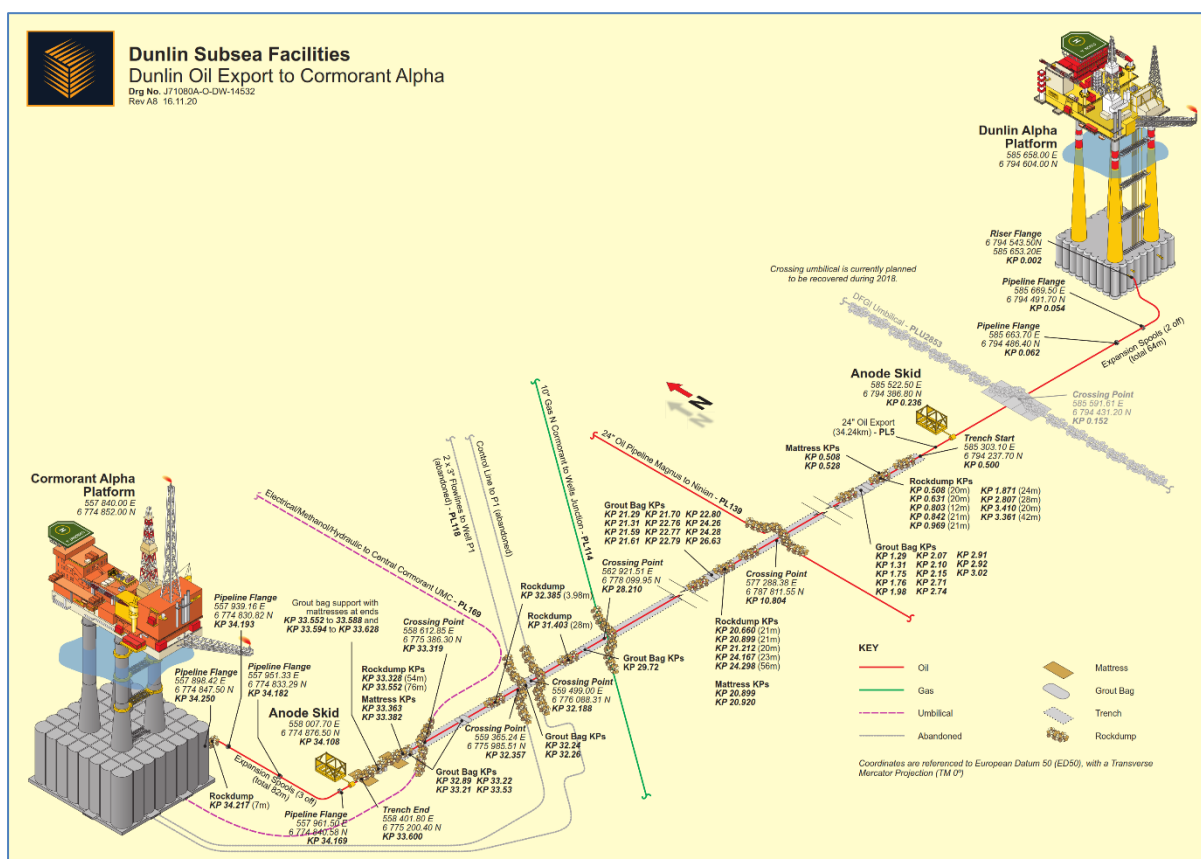 Dunlin Subsea Facilities
Dunlin Oil Export to Cormorant Alpha
Drg No. J71080A-O-DW-14532
Rev A8 16.11.20
Dunlin Alpha
Platform
585 658.00 E
6 794 604.00 N
Riser Flange
6 794 543.50N
585 653.20E
KP 0.002
Crossing umbilical is currently planned
to be recovered during 2018.
Pipeline Flange
585 669.50 E
6 794 491.70 N
KP 0.054
DFGI Umbilical - PLU2853
Pipeline Flange
585 663.70 E
6 794 486.40 N
KP 0.062
Expansion Spools (2 off)
(total 64m)
Anode Skid
585 522.50 E
6 794 386.80 N
KP 0.236
Crossing Point
585 591.61 E
6 794 431.20 N
KP 0.152
N
24" Oil Export
(34.24km) - PL5
Trench Start
585 303.10 E
6 794 237.70 N
KP 0.500
Mattress KPs
KP 0.508
KP 0.528
Rockdump KPs
KP 0.508 (20m) KP 1.871 (24m)
KP 0.631 (20m) KP 2.807 (28m)
KP 0.803 (12m) KP 3.410 (20m)
KP 0.842 (21m) KP 3.361 (42m)
KP 0.969 (21m)
Grout Bag KPs
KP 1.29 KP 2.07 KP 2.91
KP 1.31 KP 2.10 KP 2.92
KP 1.75 KP 2.15 KP 3.02
KP 1.76 KP 2.71
KP 1.98 KP 2.74
24" Oil Pipeline Magnus to Ninian - PL139
Crossing Point
577 288.38 E
6 787 811.55 N
KP 10.804
Grout Bag KPs
KP 21.29 KP 21.70 KP 22.80
KP 21.31 KP 22.76 KP 24.26
KP 21.59 KP 22.77 KP 24.28
KP 21.61 KP 22.79 KP 26.63
Rockdump KPs
KP 20.660 (21m)
KP 20.899 (21m)
KP 21.212 (20m)
KP 24.167 (23m)
KP 24.298 (56m)
Mattress KPs
KP 20.899
KP 20.920
10" Gas N Cormorant to Wells Junction - PL114
Crossing Point
562 921.51 E
6 778 099.95 N
KP 28.210
Grout Bag KPs
KP 29.72
Control Line to P1 (abandoned)
2 x 3" Flowlines to Well P1
(abandoned) - PL118
Rockdump
KP 32.385 (3.98m)
Rockdump
KP 31.403 (28m)
Crossing Point
559 499.00 E
6 776 088.31 N
KP 32.188
Grout Bag KPs
KP 32.24
KP 32.26
Crossing Point
559 365.24 E
6 775 985.51 N
KP 32.357
Electrical/Methanol/Hydraulic to Central Cormorant UMC - PL169
Crossing Point
558 612.85 E
6 775 386.30 N
KP 33.319
Cormorant Alpha
Platform
557 840.00 E
6 774 852.00 N
Grout bag support with
mattresses at ends
KP 33.552 to 33.588 and
KP 33.594 to KP 33.628
Rockdump KPs
KP 33.328 (54m)
KP 33.552 (76m)
Mattress KPs
KP 33.363
KP 33.382
Grout Bag KPs
KP 32.89 KP 33.22
KP 33.21 KP 33.53
Pipeline Flange
557 939.16 E
6 774 830.82 N
KP 34.193
Pipeline Flange
557 951.33 E
6 774 833.29 N
KP 34.182
Pipeline Flange
557 898.42 E
6 774 847.50 N
KP 34.250
Anode Skid
558 007.70 E
6 774 876.50 N
KP 34.108
Expansion Spools (3 off)
(total 82m)
Rockdump
KP 34.217 (7m)
Pipeline Flange
557 961.50 E
6 774 840.58 N
KP 34.169
Trench End
558 401.80 E
6 775 200.40 N
KP 33.600
KEY
Oil
Gas
Umbilical
Abandoned
Mattress
Grout Bag
Trench
Rockdump
Coordinates are referenced to European Datum 50 (ED50), with a Transverse
Mercator Projection (TM 0º)